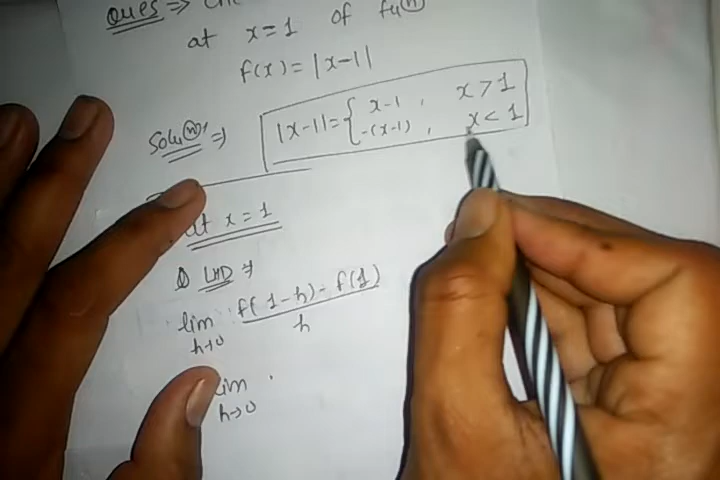 Ques ⇒
at x = 1 of fu(n)
f(x) = |x-1|
Solu(n) ⇒ |x-1| = { x-1 , x > 1
-(x-1) , x < 1
at x = 1
LHD ⇒
lim h→0 f(1-h) - f(1) / h
lim h→0